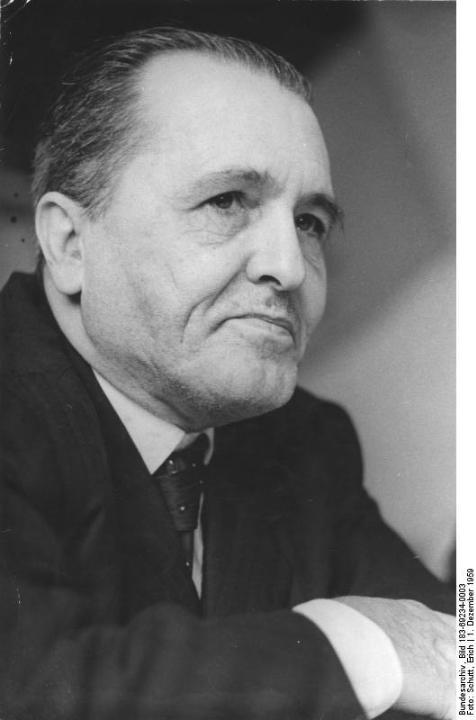 Bundesarchiv, Bild 183-69234-0003
Foto: Schutt, Erich | 1. Dezember 1959